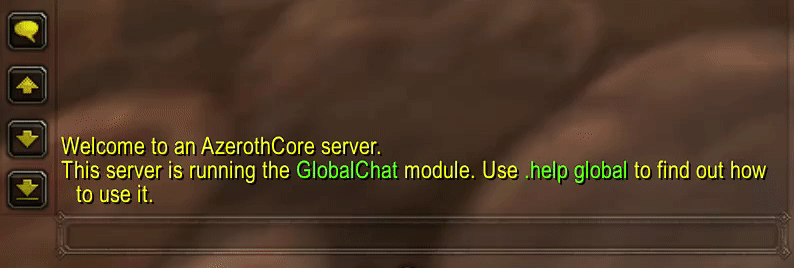 Welcome to an AzerothCore server.
This server is running the GlobalChat module. Use .help global to find out how
to use it.